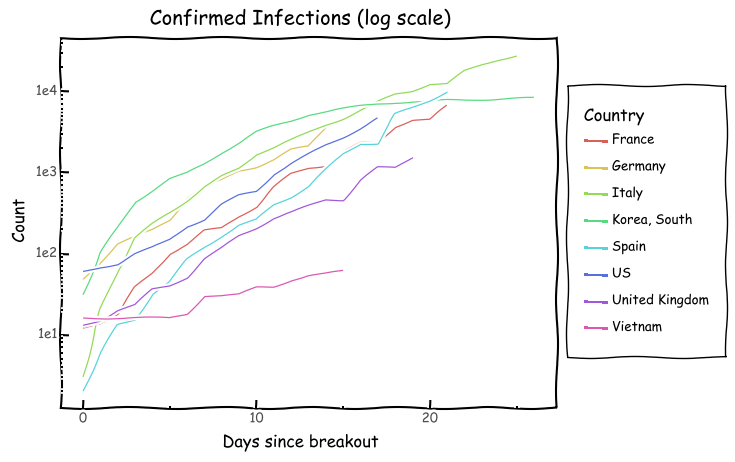 Confirmed Infections (log scale)
1e4
1e3
1e2
1e1
Count
0
10
20
Days since breakout
Country
France
Germany
Italy
Korea, South
Spain
US
United Kingdom
Vietnam